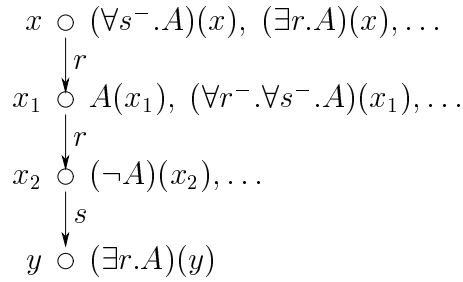 x (∀s⁻.A)(x), (∃r.A)(x), …
r
x₁ A(x₁), (∀r⁻.∀s⁻.A)(x₁), …
r
x₂ (¬A)(x₂), …
s
y (∃r.A)(y)